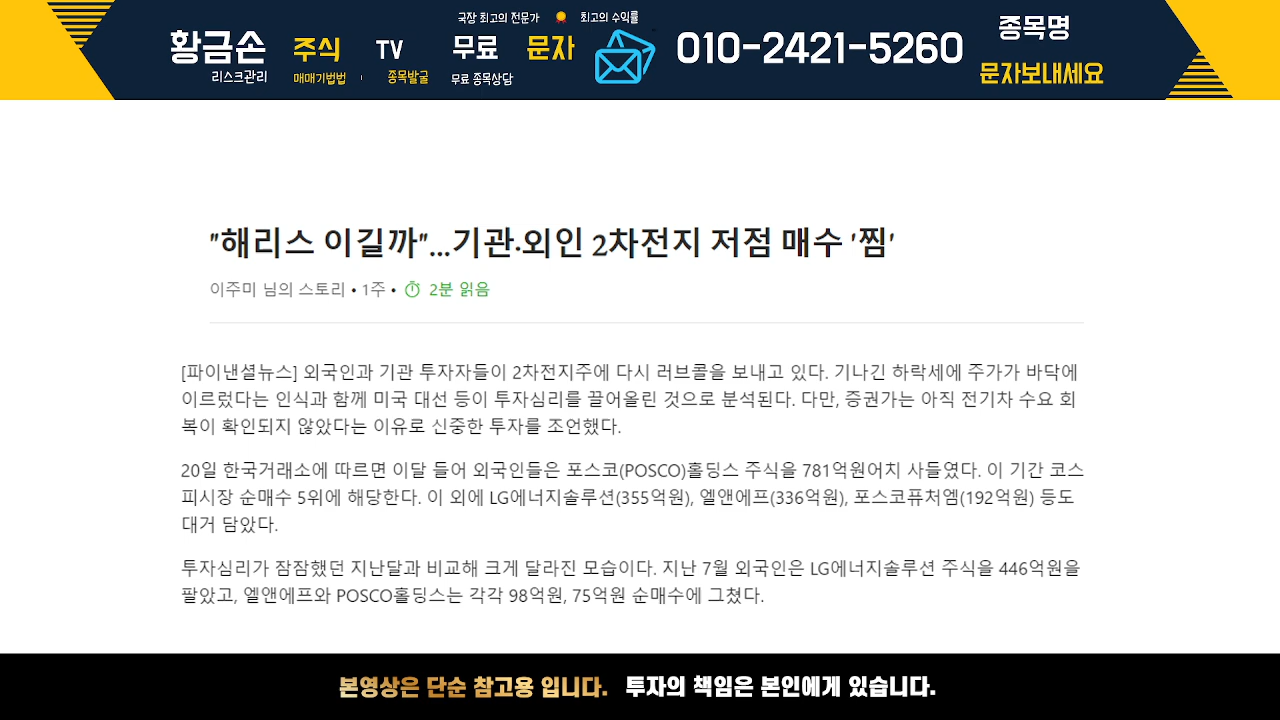 국장 최고의 전문가 최고의 수익률
황금손 주식 TV 무료 문자 010-2421-5260 종목명
리스크관리 매매기법법 종목발굴 무료 종목상담 문자보내세요
"해리스 이길까"...기관·외인 2차전지 저점 매수 '찜'
이주미 님의 스토리 • 1주 • 2분 읽음
[파이낸셜뉴스] 외국인과 기관 투자자들이 2차전지주에 다시 러브콜을 보내고 있다. 기나긴 하락세에 주가가 바닥에
이르렀다는 인식과 함께 미국 대선 등이 투자심리를 끌어올린 것으로 분석된다. 다만, 증권가는 아직 전기차 수요 회
복이 확인되지 않았다는 이유로 신중한 투자를 조언했다.
20일 한국거래소에 따르면 이달 들어 외국인들은 포스코(POSCO)홀딩스 주식을 781억원어치 사들였다. 이 기간 코스
피시장 순매수 5위에 해당한다. 이 외에 LG에너지솔루션(355억원), 엘앤에프(336억원), 포스코퓨처엠(192억원) 등도
대거 담았다.
투자심리가 잠잠했던 지난달과 비교해 크게 달라진 모습이다. 지난 7월 외국인은 LG에너지솔루션 주식을 446억원을
팔았고, 엘앤에프와 POSCO홀딩스는 각각 98억원, 75억원 순매수에 그쳤다.
본영상은 단순 참고용 입니다. 투자의 책임은 본인에게 있습니다.